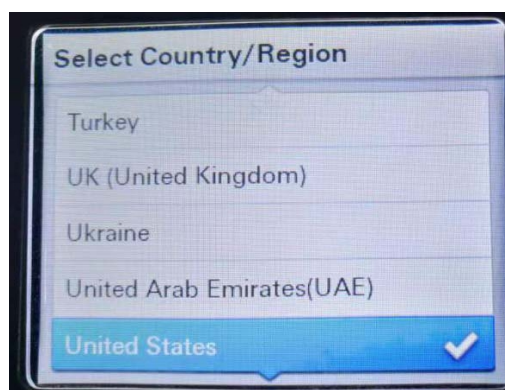 Select Country/Region
Turkey
UK (United Kingdom)
Ukraine
United Arab Emirates(UAE)
United States